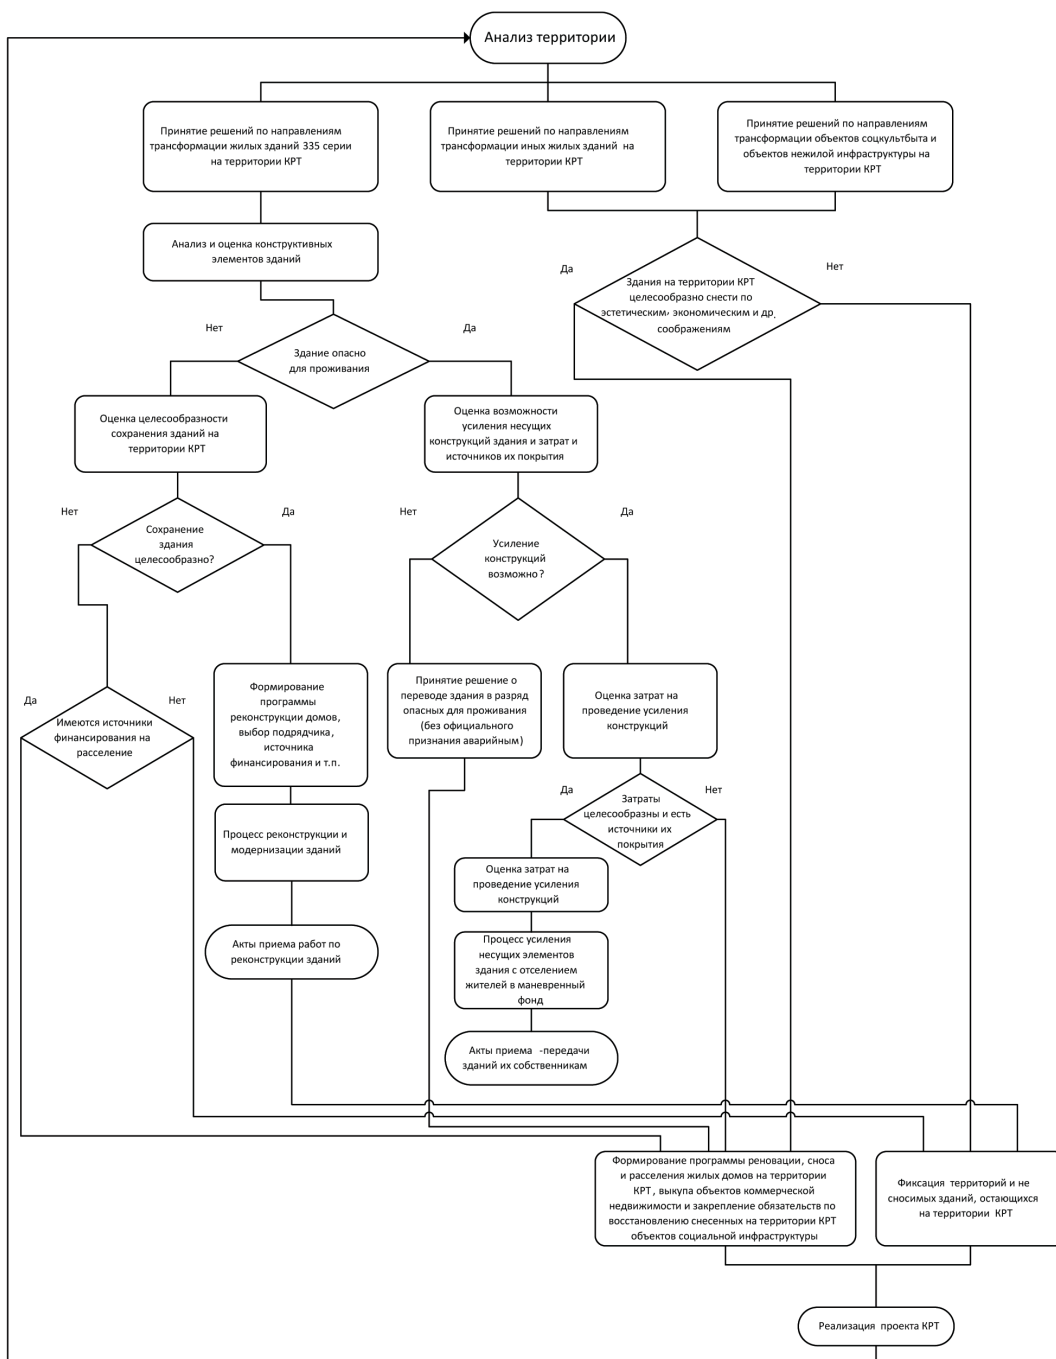 Анализ территории
Принятие решений по направлениям
трансформации жилых зданий 335 серии
на территории КРТ
Принятие решений по направлениям
трансформации иных жилых зданий на
территории КРТ
Принятие решений по направлениям
трансформации объектов соцкультбыта и
объектов нежилой инфраструктуры на
территории КРТ
Анализ и оценка конструктивных
элементов зданий
Да
Нет
Здания на территории КРТ
целесообразно снести по
эстетическим, экономическим и др.
соображениям
Нет
Да
Здание опасно
для проживания
Оценка целесообразности
сохранения зданий на
территории КРТ
Оценка возможности
усиления несущих
конструкций здания и затрат и
источников их покрытия
Нет
Да
Нет
Да
Сохранение
здания
целесообразно?
Усиление
конструкций
возможно?
Формирование
программы
реконструкции домов,
выбор подрядчика,
источника
финансирования и т.п.
Принятие решение о
переводе здания в разряд
опасных для проживания
(без официального
признания аварийным)
Оценка затрат на
проведение усиления
конструкций
Да
Нет
Имеются источники
финансирования на
расселение
Да
Нет
Затраты
целесообразны и есть
источники их
покрытия
Процесс реконструкции и
модернизации зданий
Оценка затрат на
проведение усиления
конструкций
Акты приема работ по
реконструкции зданий
Процесс усиления
несущих элементов
здания с отселением
жителей в маневренный
фонд
Акты приема -передачи
зданий их собственникам
Формирование программы реновации, сноса
и расселения жилых домов на территории
КРТ, выкупа объектов коммерческой
недвижимости и закрепление обязательств по
восстановлению снесенных на территории КРТ
объектов социальной инфраструктуры
Фиксация территорий и не
сносимых зданий, остающихся
на территории КРТ
Реализация проекта КРТ